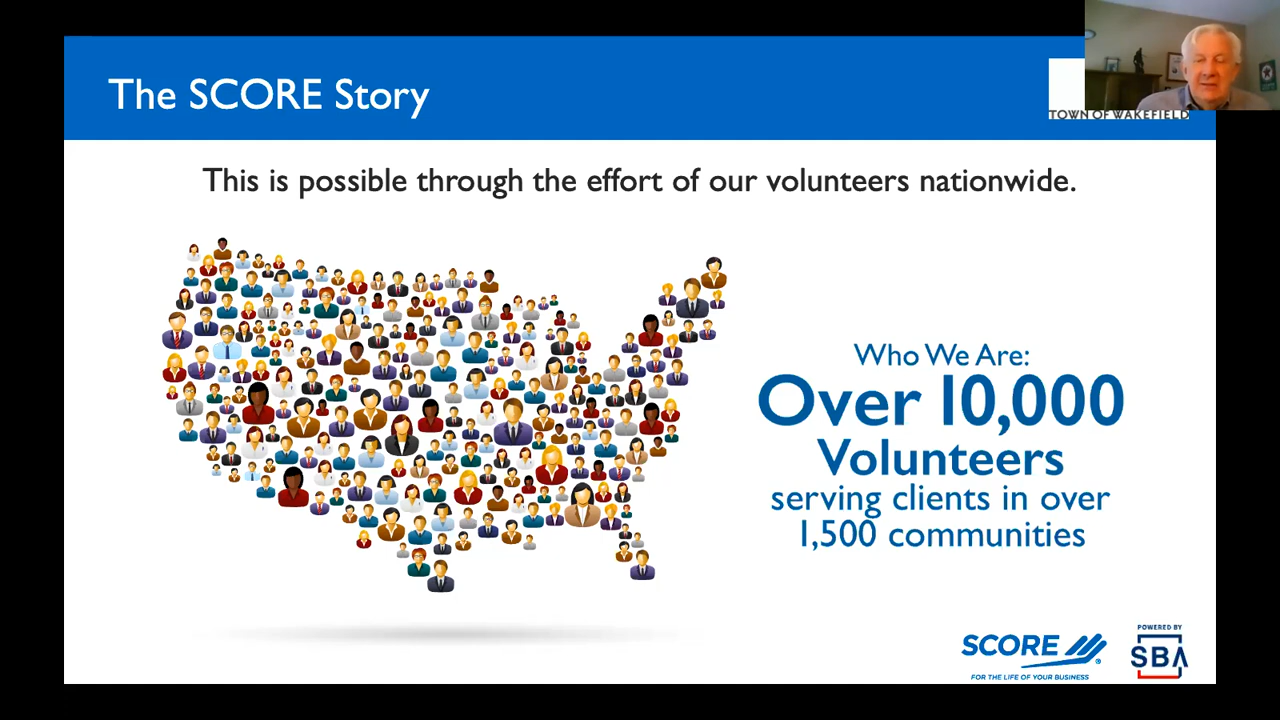 The SCORE Story
TOWN OF WAKEFIELD
This is possible through the effort of our volunteers nationwide.
Who We Are:
Over 10,000
Volunteers
serving clients in over
1,500 communities
SCORE
FOR THE LIFE OF YOUR BUSINESS
POWERED BY
SBA